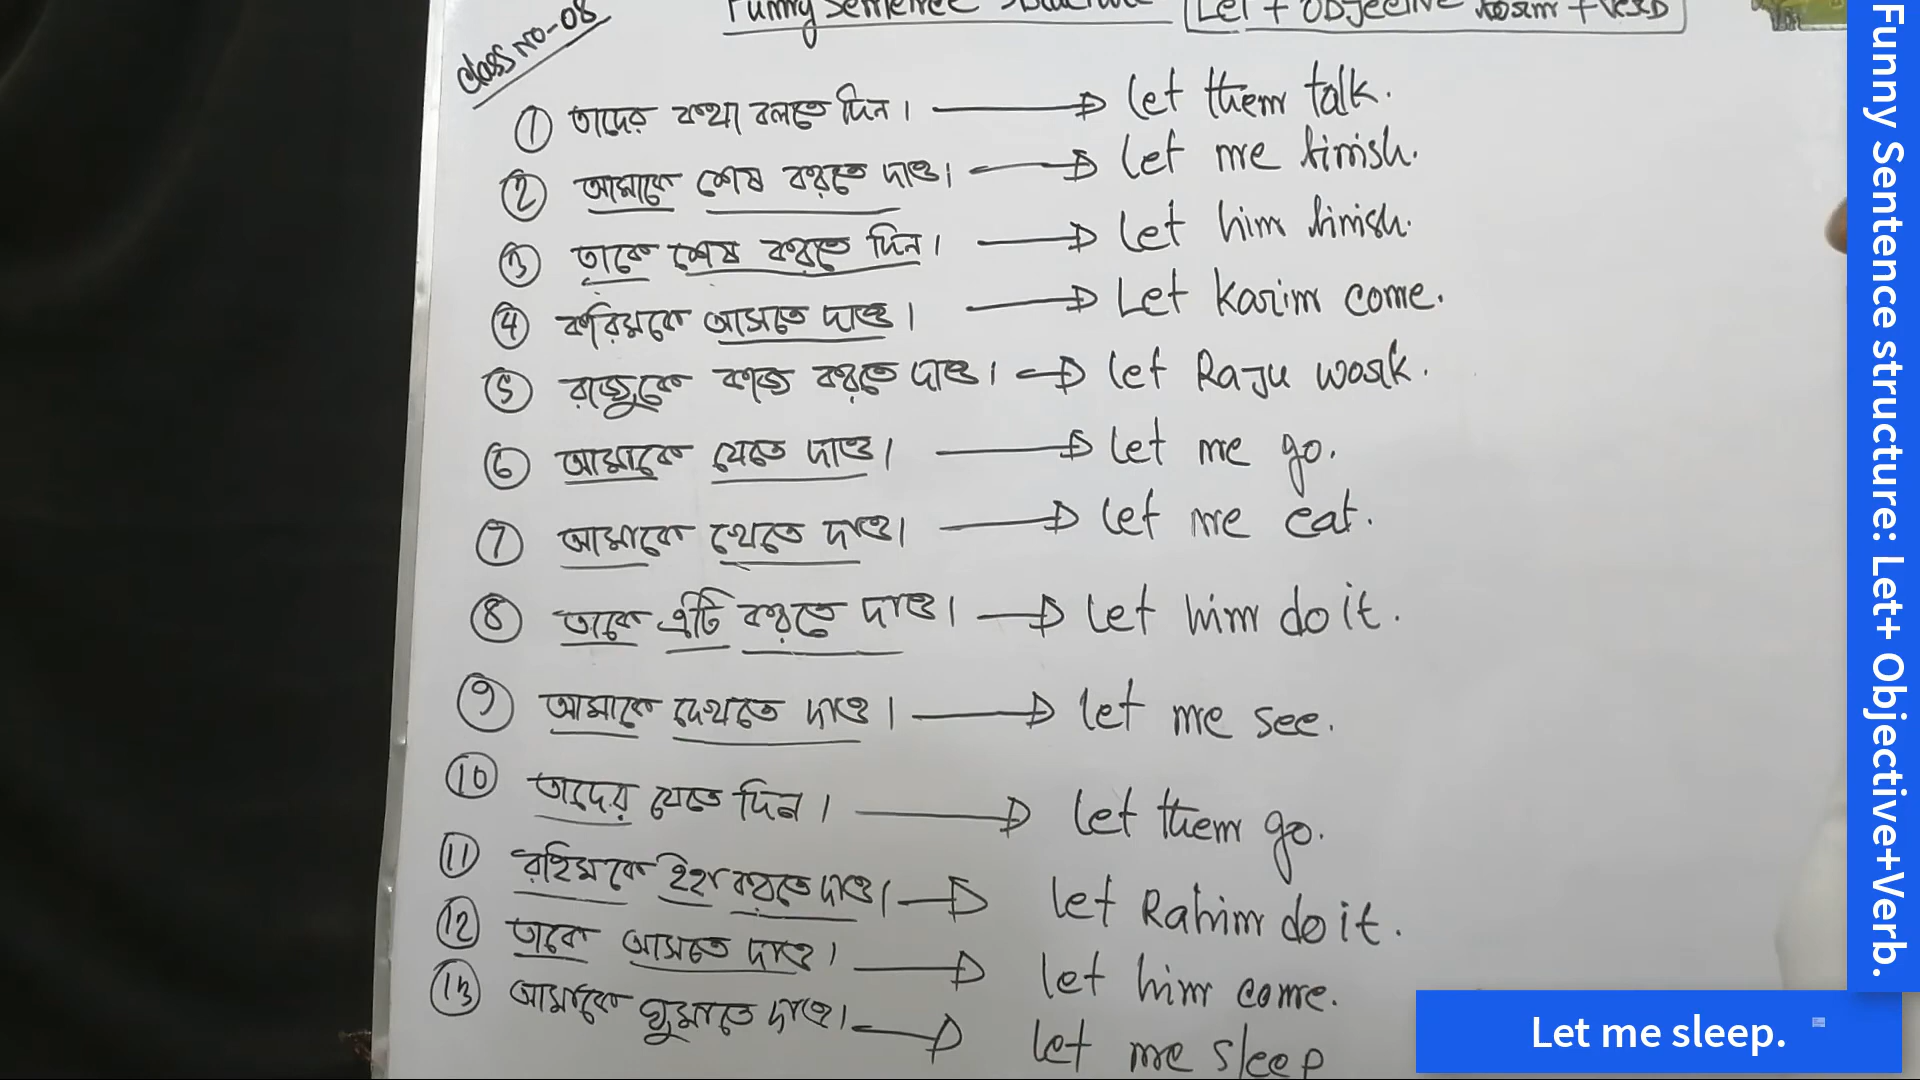 Class No-08
Funny Sentence structure Let + Objective + Verb
① তাদের কথা বলতে দিন। → Let them talk.
② আমাকে শেষ করতে দাও। → Let me finish.
③ তাকে শেষ করতে দিন। → Let him finish.
④ করিমকে আসতে দাও। → Let Karim come.
⑤ রাজুকে কাজ করতে দাও। → Let Raju work.
⑥ আমাকে যেতে দাও। → Let me go.
⑦ আমাকে খেতে দাও। → Let me eat.
⑧ তাকে এটি করতে দাও। → Let him do it.
⑨ আমাকে দেখতে দাও। → Let me see.
⑩ তাদের যেতে দিন। → Let them go.
⑪ রহিমকে ইহা করতে দাও। → Let Rahim do it.
⑫ তাকে আসতে দাও। → Let him come.
⑬ আমাকে ঘুমাতে দাও। → Let me sleep
Funny Sentence structure: Let+ Objective+Verb.
Let me sleep.